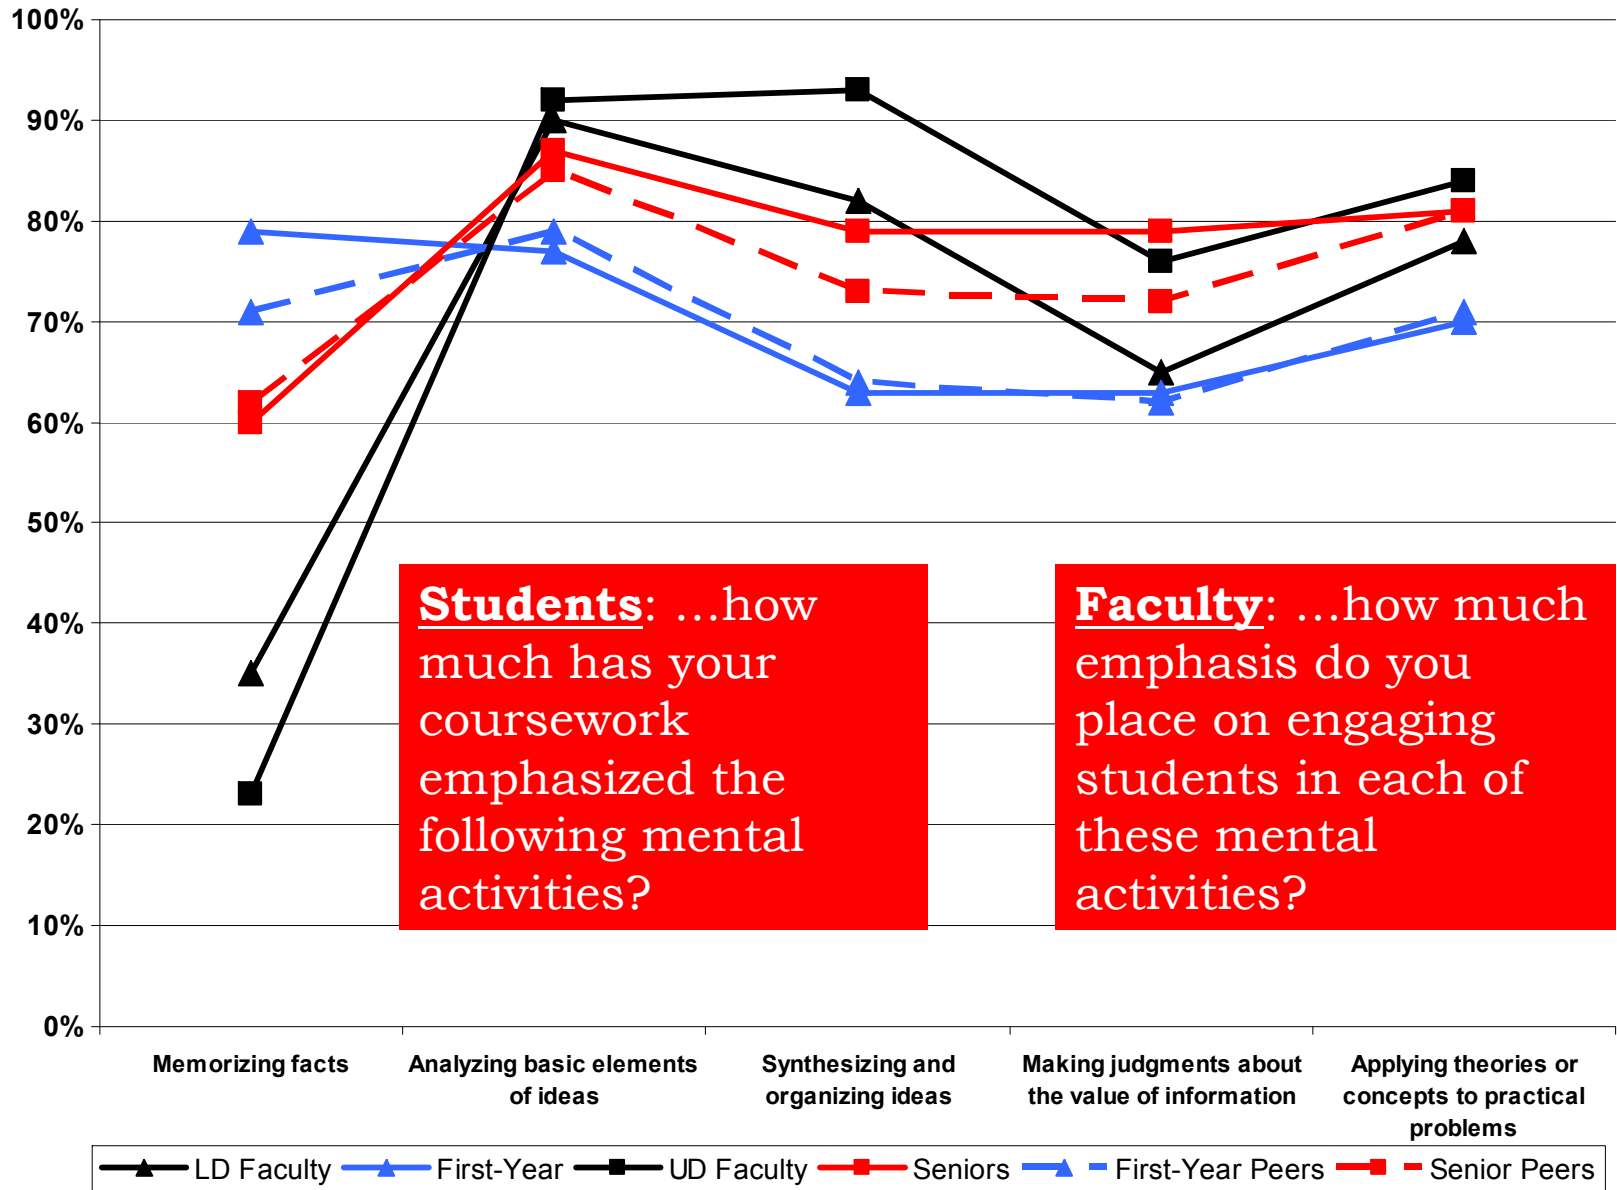 100%
90%
80%
70%
60%
50%
40%
30%
20%
10%
0%
Students: …how
much has your
coursework
emphasized the
following mental
activities?
Faculty: …how much
emphasis do you
place on engaging
students in each of
these mental
activities?
Memorizing facts
Analyzing basic elements
of ideas
Synthesizing and
organizing ideas
Making judgments about
the value of information
Applying theories or
concepts to practical
problems
LD Faculty First-Year UD Faculty Seniors First-Year Peers Senior Peers